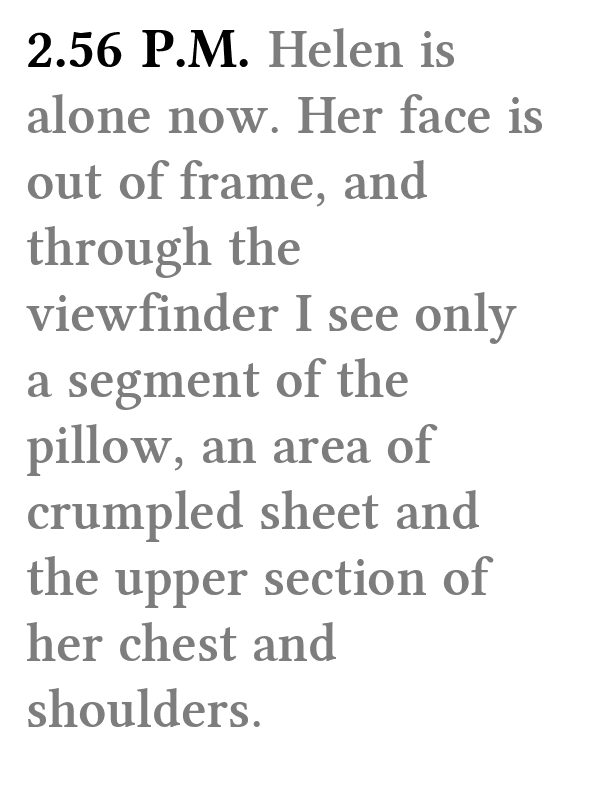 2.56 P.M. Helen is
alone now. Her face is
out of frame, and
through the
viewfinder I see only
a segment of the
pillow, an area of
crumpled sheet and
the upper section of
her chest and
shoulders.